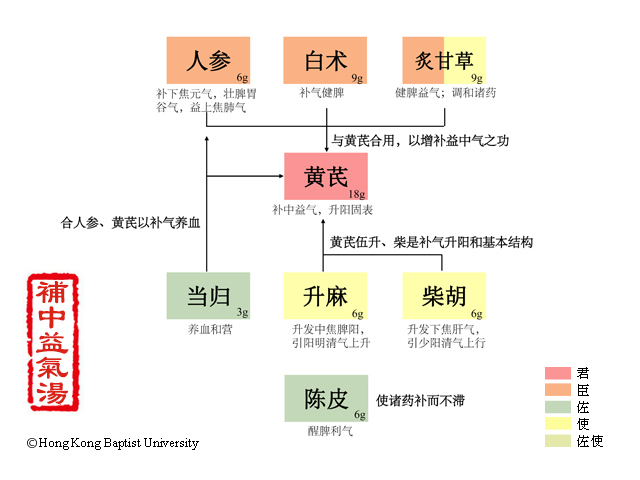 人参
6g
补下焦元气，壮脾胃
谷气，益上焦肺气
白术
9g
补气健脾
炙甘草
9g
健脾益气；调和诸药
与黄芪合用，以增补益中气之功
黄芪
18g
补中益气，升阳固表
合人参、黄芪以补气养血
黄芪伍升、柴是补气升阳和基本结构
当归
3g
养血和营
升麻
6g
升发中焦脾阳，
引阳明清气上升
柴胡
6g
升发下焦肝气，
引少阳清气上行
補中益氣湯
陈皮
6g
醒脾利气
使诸药补而不滞
君
臣
佐
使
佐使
©Hong Kong Baptist University